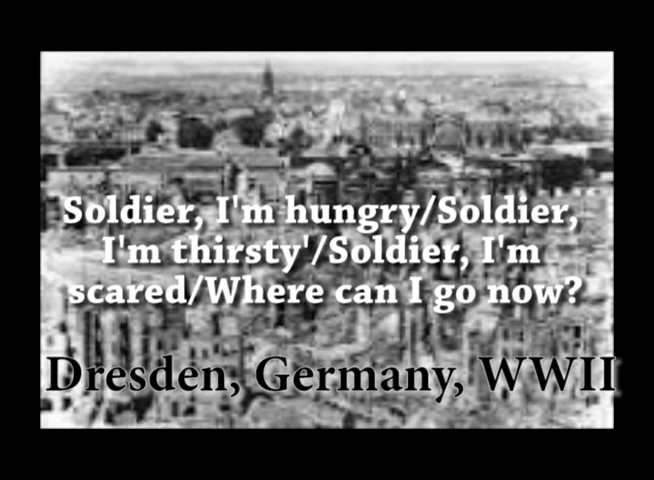 Soldier, I'm hungry/Soldier,
I'm thirsty'/Soldier, I'm
scared/Where can I go now?
Dresden, Germany, WWII